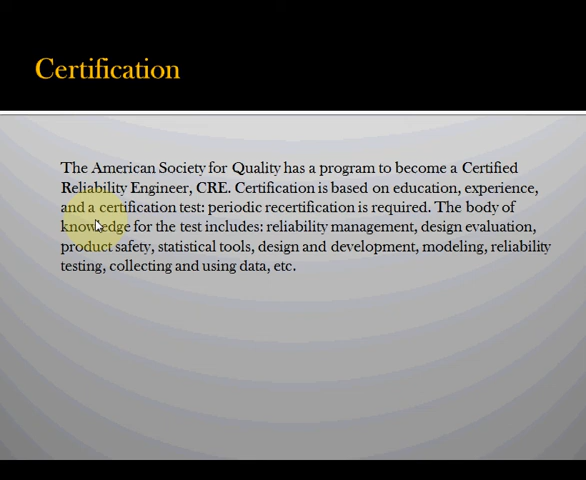 Certification
The American Society for Quality has a program to become a Certified
Reliability Engineer, CRE. Certification is based on education, experience,
and a certification test: periodic recertification is required. The body of
knowledge for the test includes: reliability management, design evaluation,
product safety, statistical tools, design and development, modeling, reliability
testing, collecting and using data, etc.